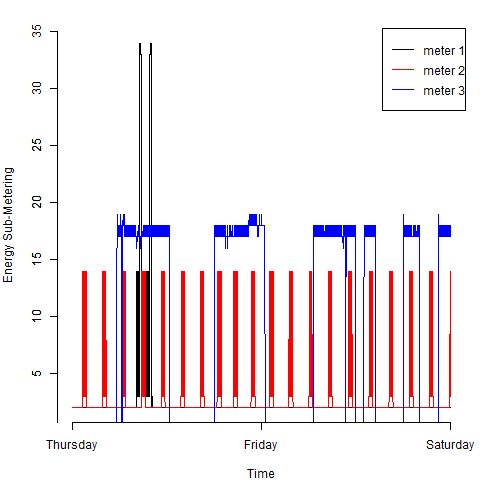 35
30
25
20
15
10
5
Energy Sub-Metering
meter 1
meter 2
meter 3
Thursday
Friday
Saturday
Time